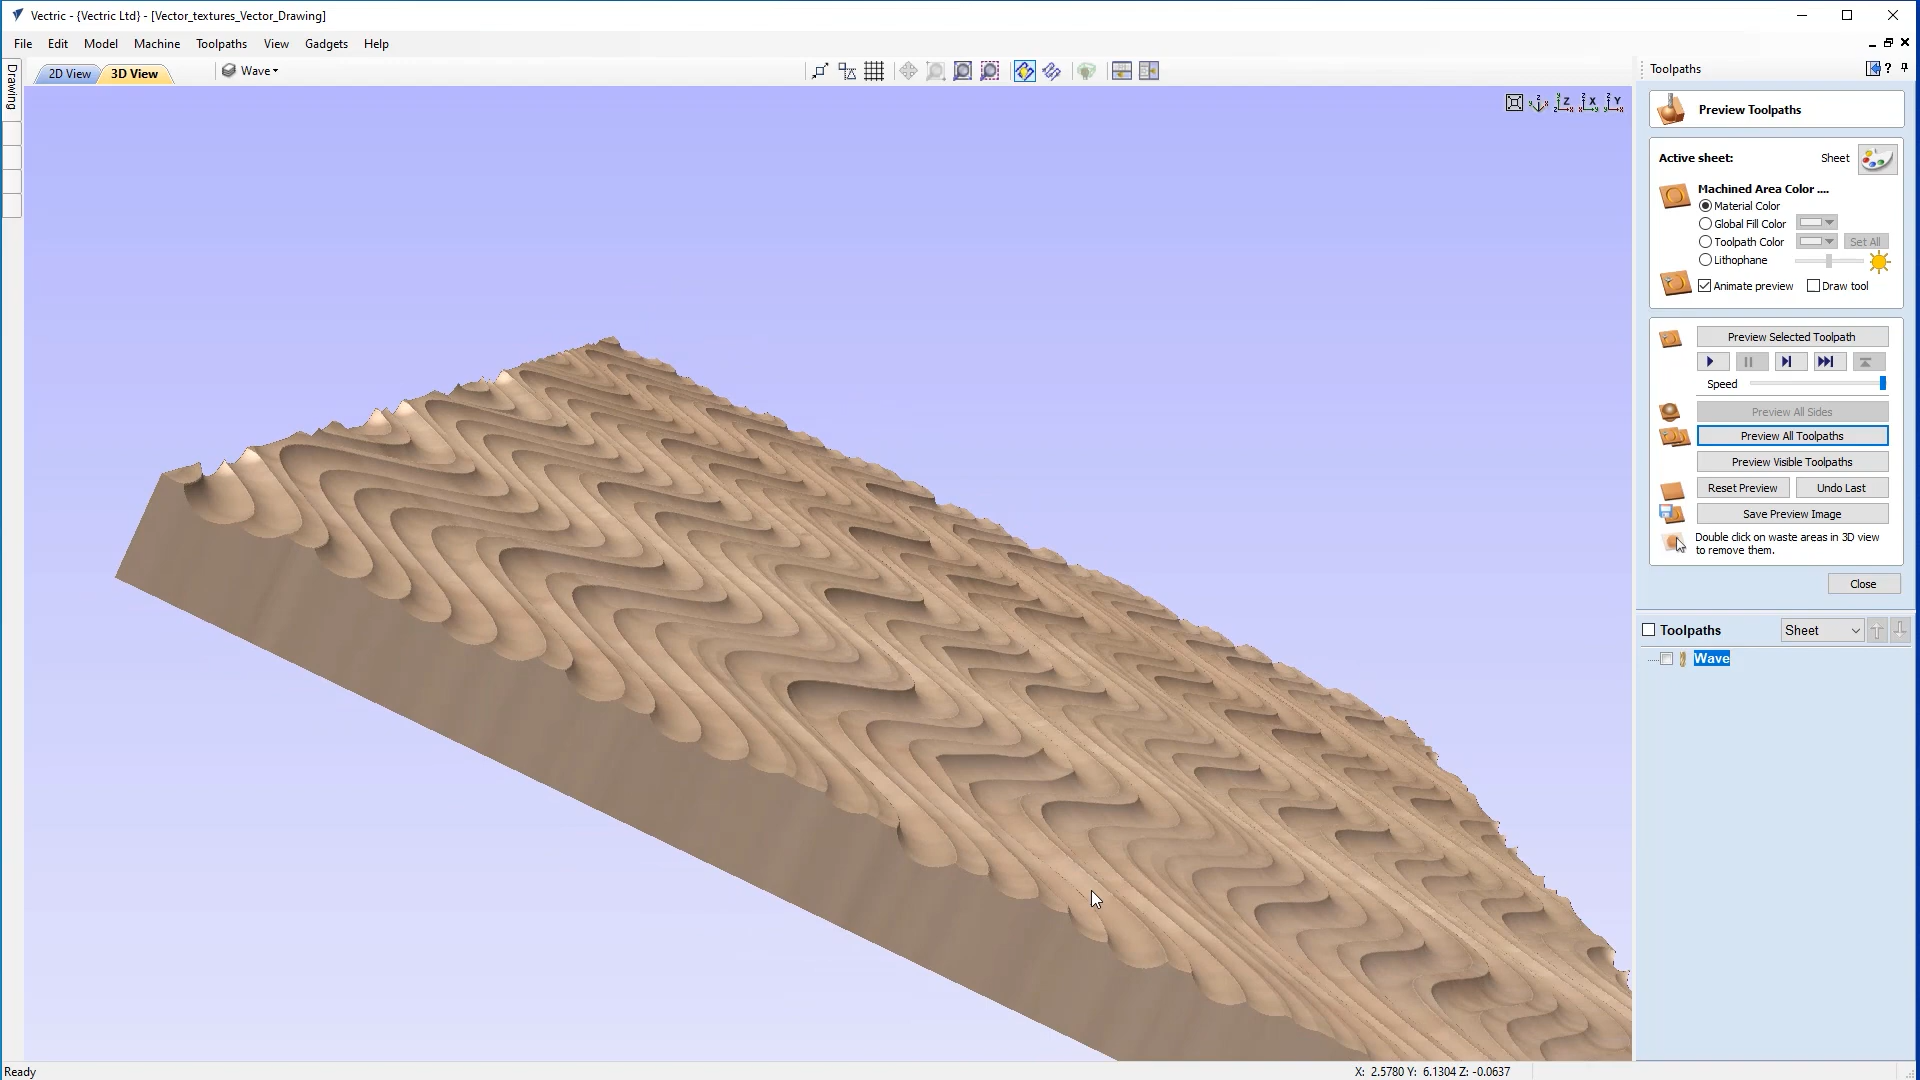 Vectric - {Vectric Ltd} - [Vector_textures_Vector_Drawing]
File Edit Model Machine Toolpaths View Gadgets Help
Drawing
2D View 3D View Wave
Toolpaths ?
Z X Y
Preview Toolpaths
Active sheet: Sheet
Machined Area Color ....
Material Color
Global Fill Color
Toolpath Color Set All
Lithophane
Animate preview Draw tool
Preview Selected Toolpath
Speed
Preview All Sides
Preview All Toolpaths
Preview Visible Toolpaths
Reset Preview Undo Last
Save Preview Image
Double click on waste areas in 3D view
to remove them.
Close
Toolpaths Sheet
Wave
Ready X: 2.5780 Y: 6.1304 Z: -0.0637